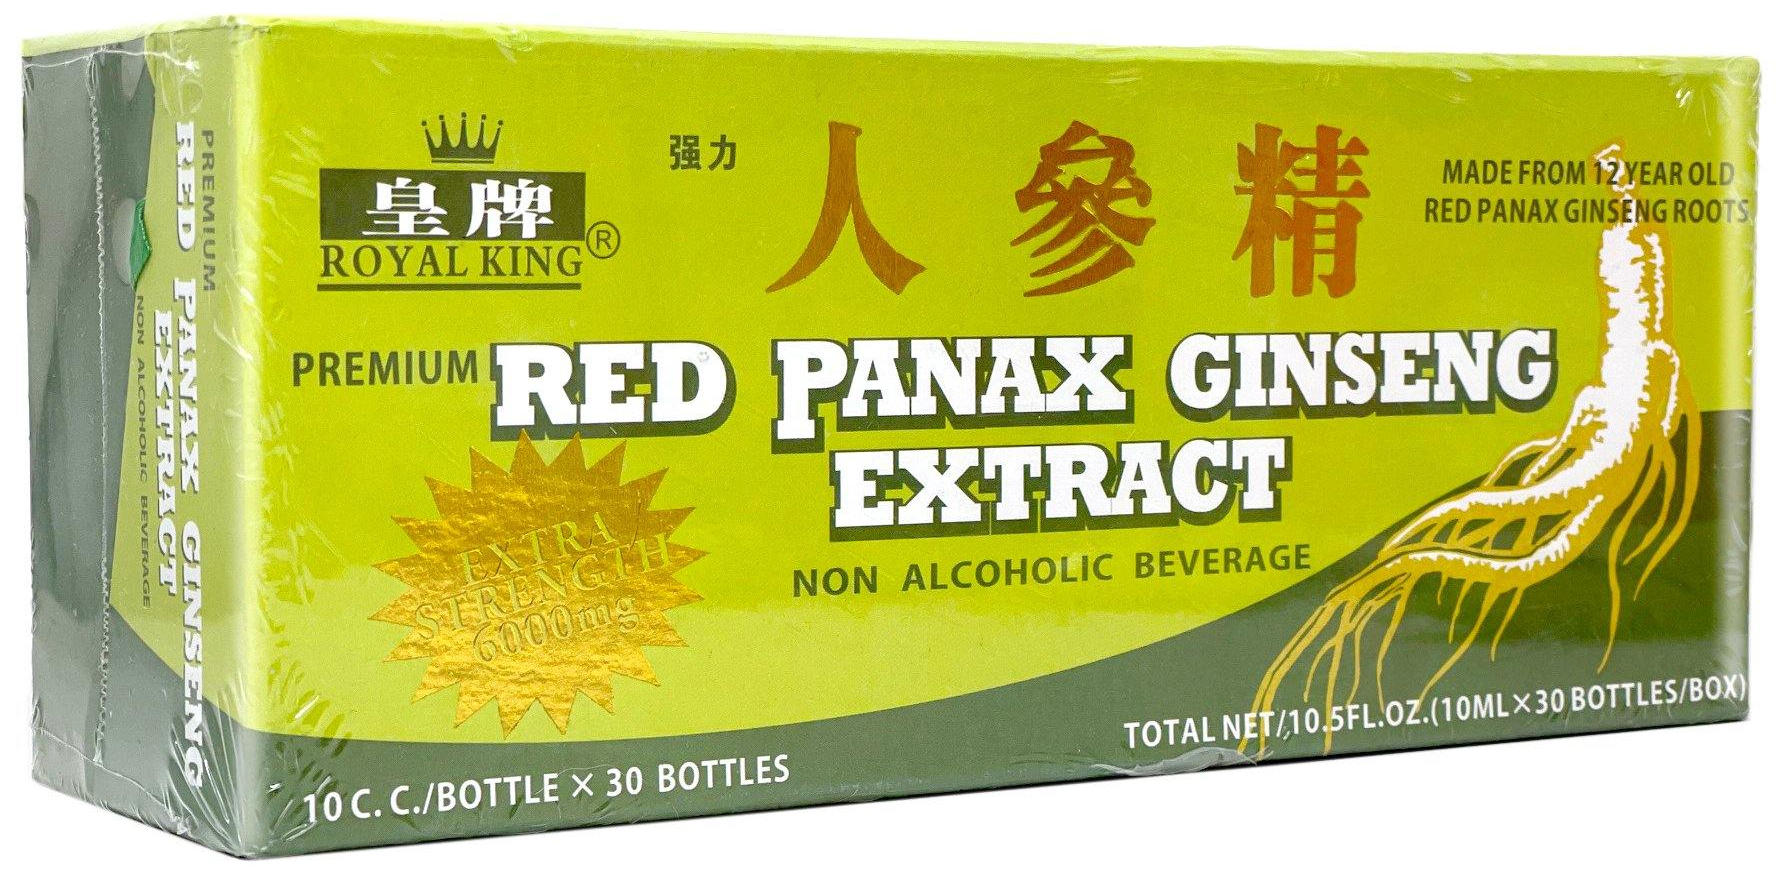 皇牌
ROYAL KING®
强力
人參精
MADE FROM 12 YEAR OLD
RED PANAX GINSENG ROOTS
PREMIUM RED PANAX GINSENG
EXTRACT
NON ALCOHOLIC BEVERAGE
EXTRA
STRENGTH
6000mg
10 C. C./BOTTLE × 30 BOTTLES
TOTAL NET/10.5FL.OZ.(10ML×30 BOTTLES/BOX)
PREMIUM
RED PANAX GINSENG
EXTRACT
NON ALCOHOLIC BEVERAGE